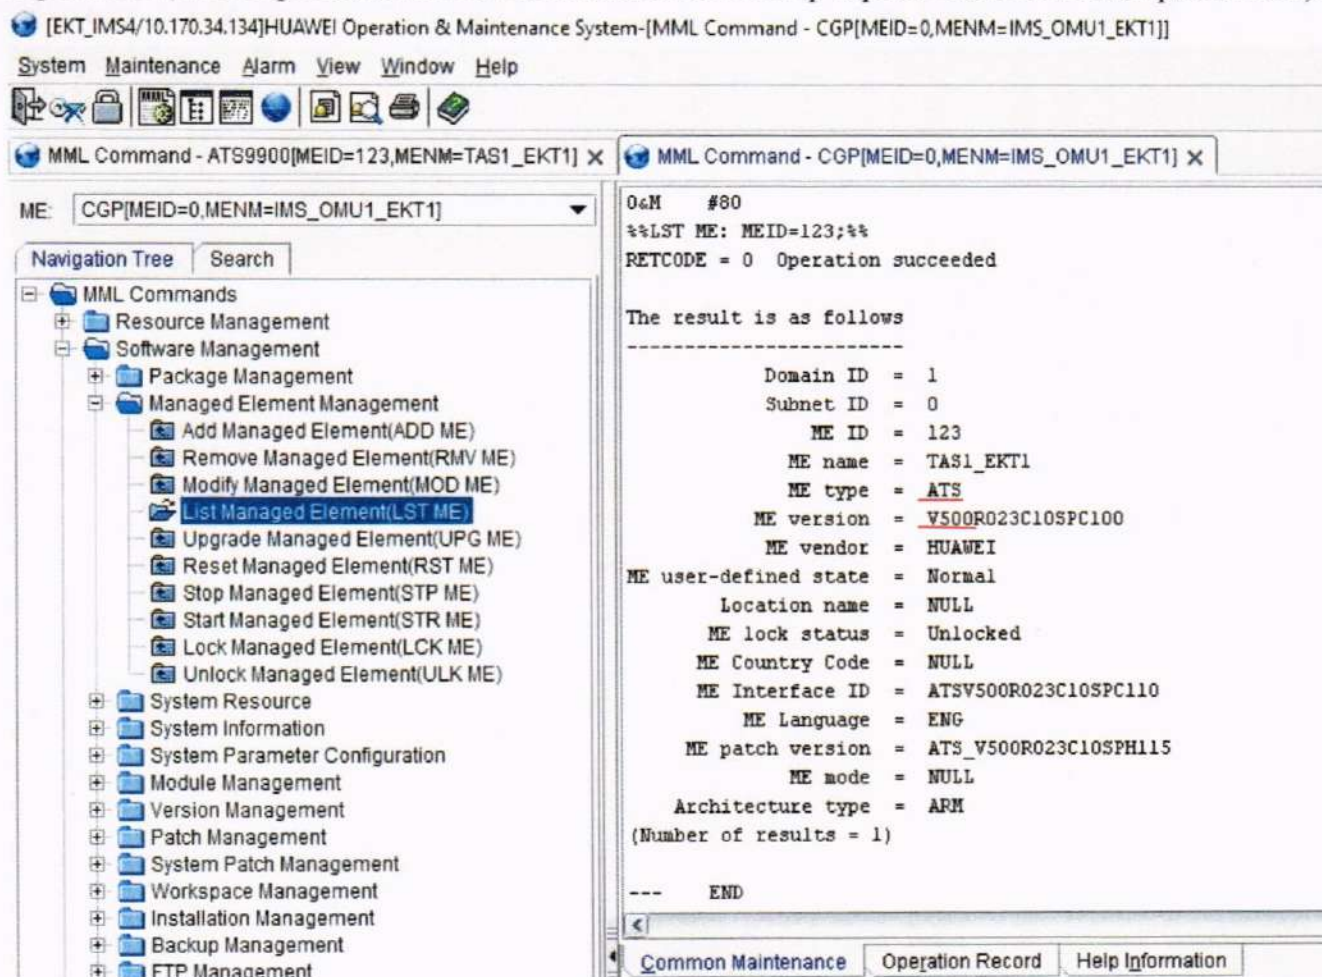 [EKT_IMS4/10.170.34.134]HUAWEI Operation & Maintenance System-[MML Command - CGP[MEID=0,MENM=IMS_OMU1_EKT1]]
System Maintenance Alarm View Window Help
MML Command - ATS9900[MEID=123,MENM=TAS1_EKT1]
MML Command - CGP[MEID=0,MENM=IMS_OMU1_EKT1]
ME: CGP[MEID=0,MENM=IMS_OMU1_EKT1]
Navigation Tree Search
MML Commands
Resource Management
Software Management
Package Management
Managed Element Management
Add Managed Element(ADD ME)
Remove Managed Element(RMV ME)
Modify Managed Element(MOD ME)
List Managed Element(LST ME)
Upgrade Managed Element(UPG ME)
Reset Managed Element(RST ME)
Stop Managed Element(STP ME)
Start Managed Element(STR ME)
Lock Managed Element(LCK ME)
Unlock Managed Element(ULK ME)
System Resource
System Information
System Parameter Configuration
Module Management
Version Management
Patch Management
System Patch Management
Workspace Management
Installation Management
Backup Management
FTP Management
O&M #80
%%LST ME: MEID=123;%%
RETCODE = 0 Operation succeeded
The result is as follows
------------------------
Domain ID = 1
Subnet ID = 0
ME ID = 123
ME name = TAS1_EKT1
ME type = ATS
ME version = V500R023C10SPC100
ME vendor = HUAWEI
ME user-defined state = Normal
Location name = NULL
ME lock status = Unlocked
ME Country Code = NULL
ME Interface ID = ATSV500R023C10SPC110
ME Language = ENG
ME patch version = ATS_V500R023C10SPH115
ME mode = NULL
Architecture type = ARM
(Number of results = 1)
--- END
Common Maintenance Operation Record Help Information